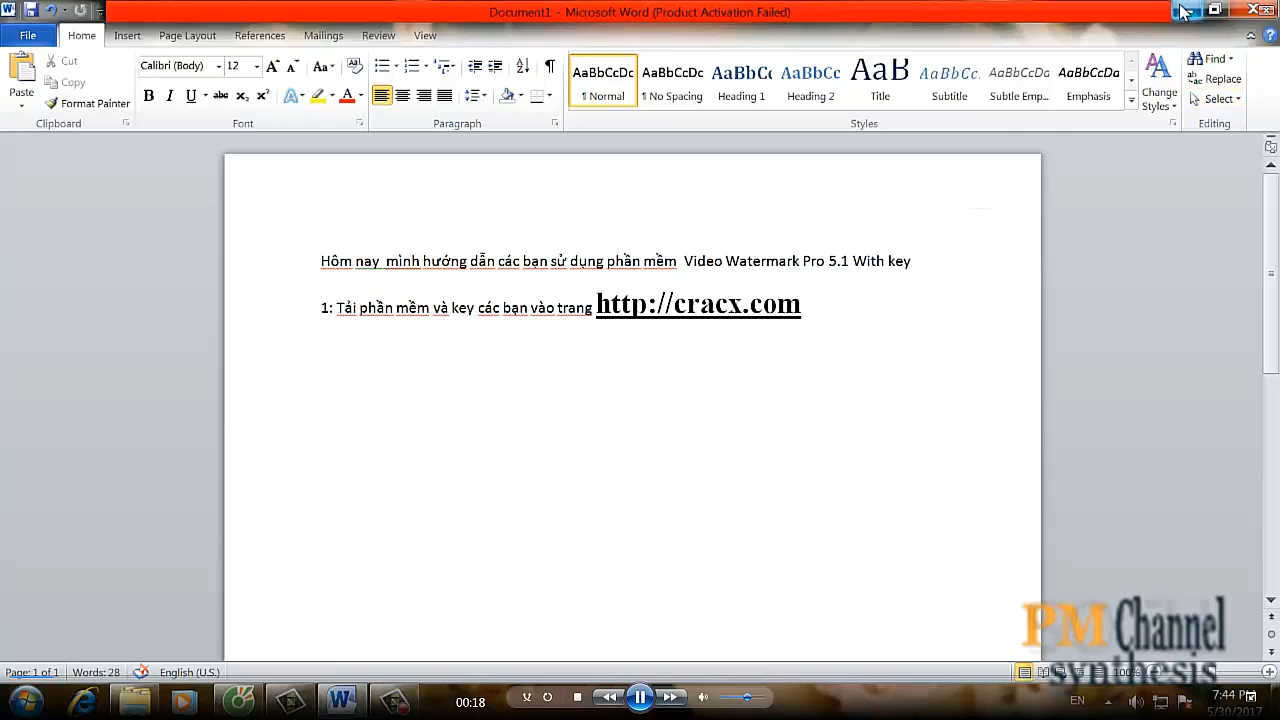 Document1 - Microsoft Word (Product Activation Failed)
File Home Insert Page Layout References Mailings Review View
Paste Cut Copy Format Painter
Calibri (Body) 12
AaBbCcDc AaBbCcDc AaBbCc AaBbCc AaB AaBbCc. AaBbCcDc AaBbCcDc
¶ Normal ¶ No Spacing Heading 1 Heading 2 Title Subtitle Subtle Emp... Emphasis
Change Styles
Find
Replace
Select
Clipboard Font Paragraph Styles Editing
Hôm nay mình hướng dẫn các bạn sử dụng phần mềm Video Watermark Pro 5.1 With key
1: Tải phần mềm và key các bạn vào trang http://cracx.com
PM Channel
synthesis
Page: 1 of 1 Words: 28 English (U.S.) 100%
00:18
EN
7:44 PM
5/30/2017